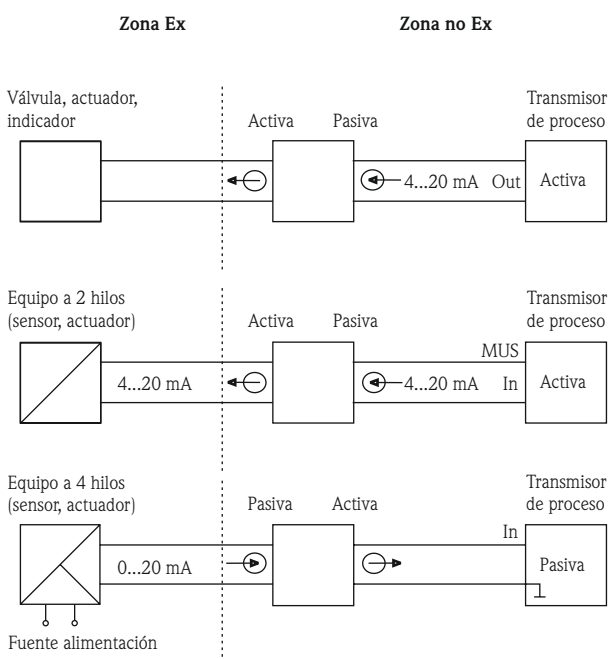 Zona Ex
Zona no Ex
Válvula, actuador,
indicador
Activa
Pasiva
Transmisor
de proceso
4...20 mA
Out
Activa
Equipo a 2 hilos
(sensor, actuador)
Activa
Pasiva
Transmisor
de proceso
MUS
4...20 mA
4...20 mA
In
Activa
Equipo a 4 hilos
(sensor, actuador)
Pasiva
Activa
Transmisor
de proceso
In
0...20 mA
Pasiva
Fuente alimentación